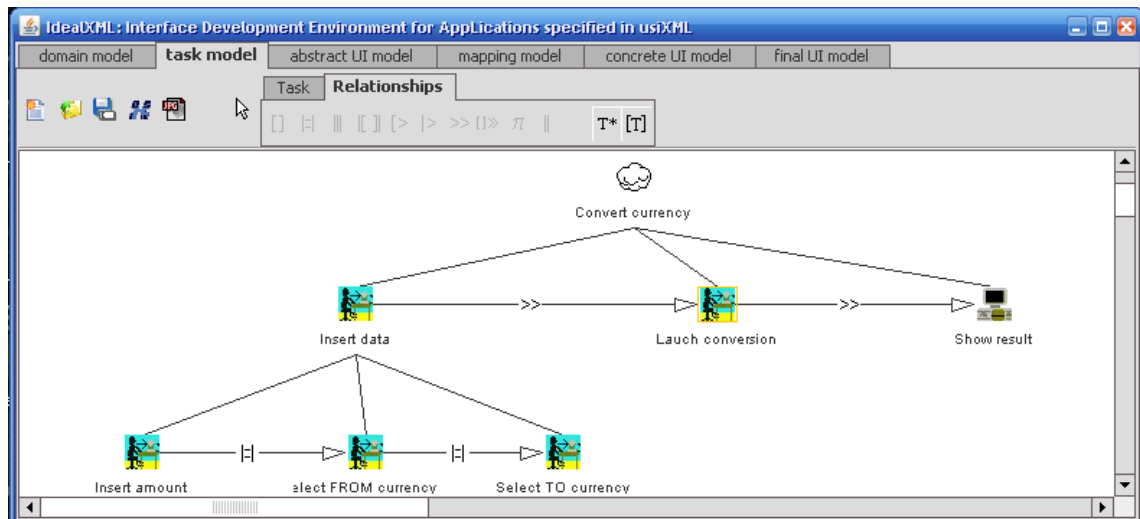 IdealXML: Interface Development Environment for AppLications specified in usiXML
domain model task model abstract UI model mapping model concrete UI model final UI model
Task Relationships
[] |=| ||| |[ ]| [> |> >> []» π || T* [T]
Convert currency
>> >>
Insert data Lauch conversion Show result
|=| |=|
Insert amount elect FROM currency Select TO currency